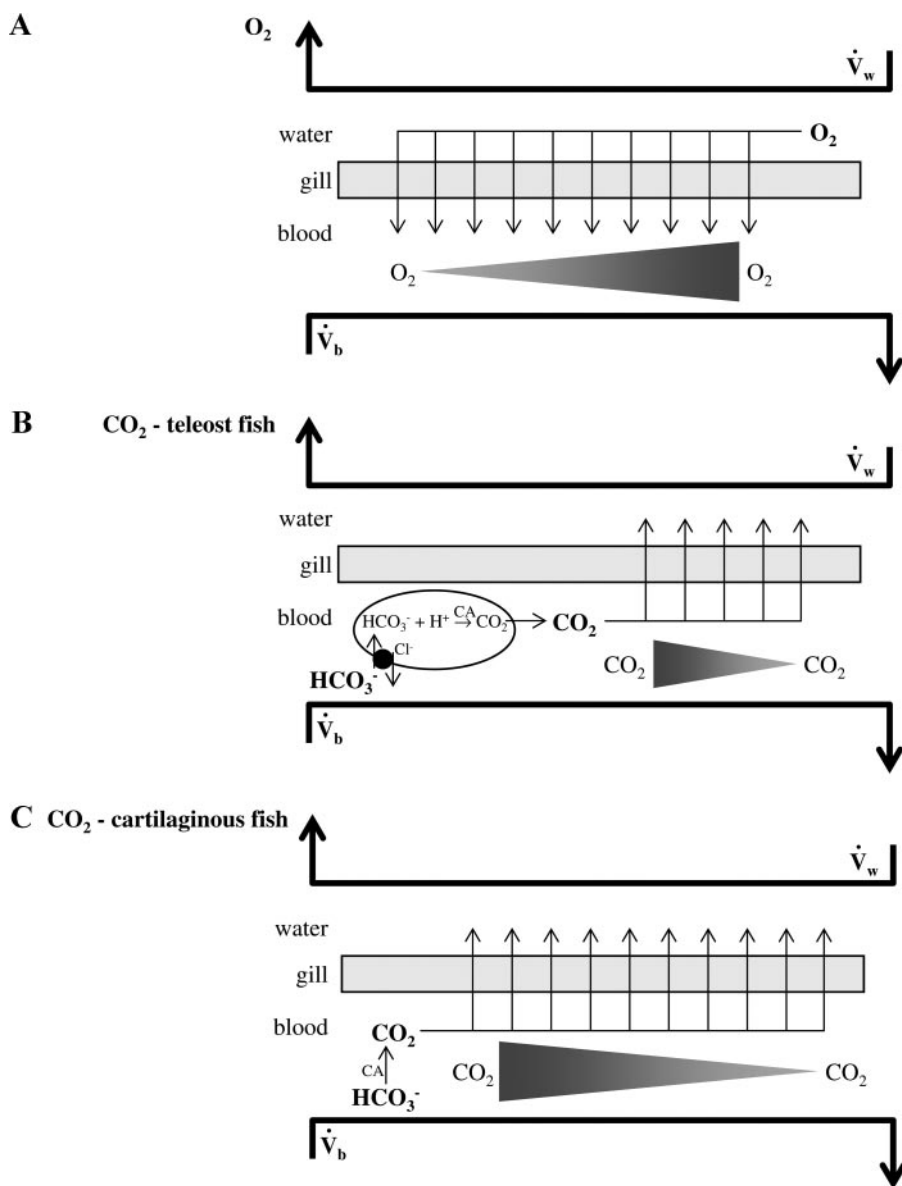 A
O₂
V̇w
water
O₂
gill
blood
O₂ O₂
V̇b
B
CO₂ - teleost fish
V̇w
water
gill
blood
HCO₃⁻ + H⁺ CA → CO₂ → CO₂
Cl⁻
HCO₃⁻
CO₂ CO₂
V̇b
C CO₂ - cartilaginous fish
V̇w
water
gill
blood
CO₂
CA
HCO₃⁻
CO₂ CO₂
V̇b